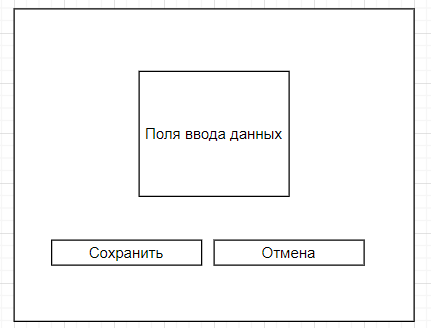 Поля ввода данных
Сохранить
Отмена